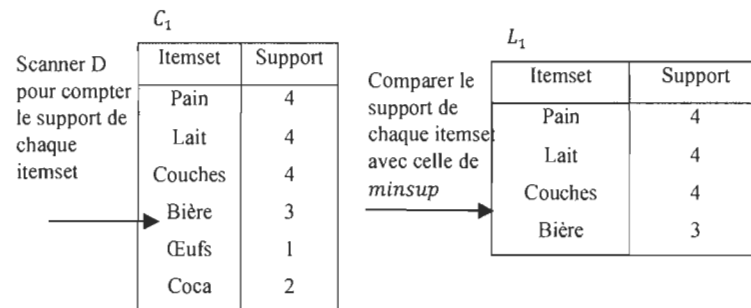 Scanner D
pour compter
le support de
chaque
itemset
C₁
Itemset Support
Pain 4
Lait 4
Couches 4
Bière 3
Œufs 1
Coca 2
Comparer le
support de
chaque itemset
avec celle de
minsup
L₁
Itemset Support
Pain 4
Lait 4
Couches 4
Bière 3